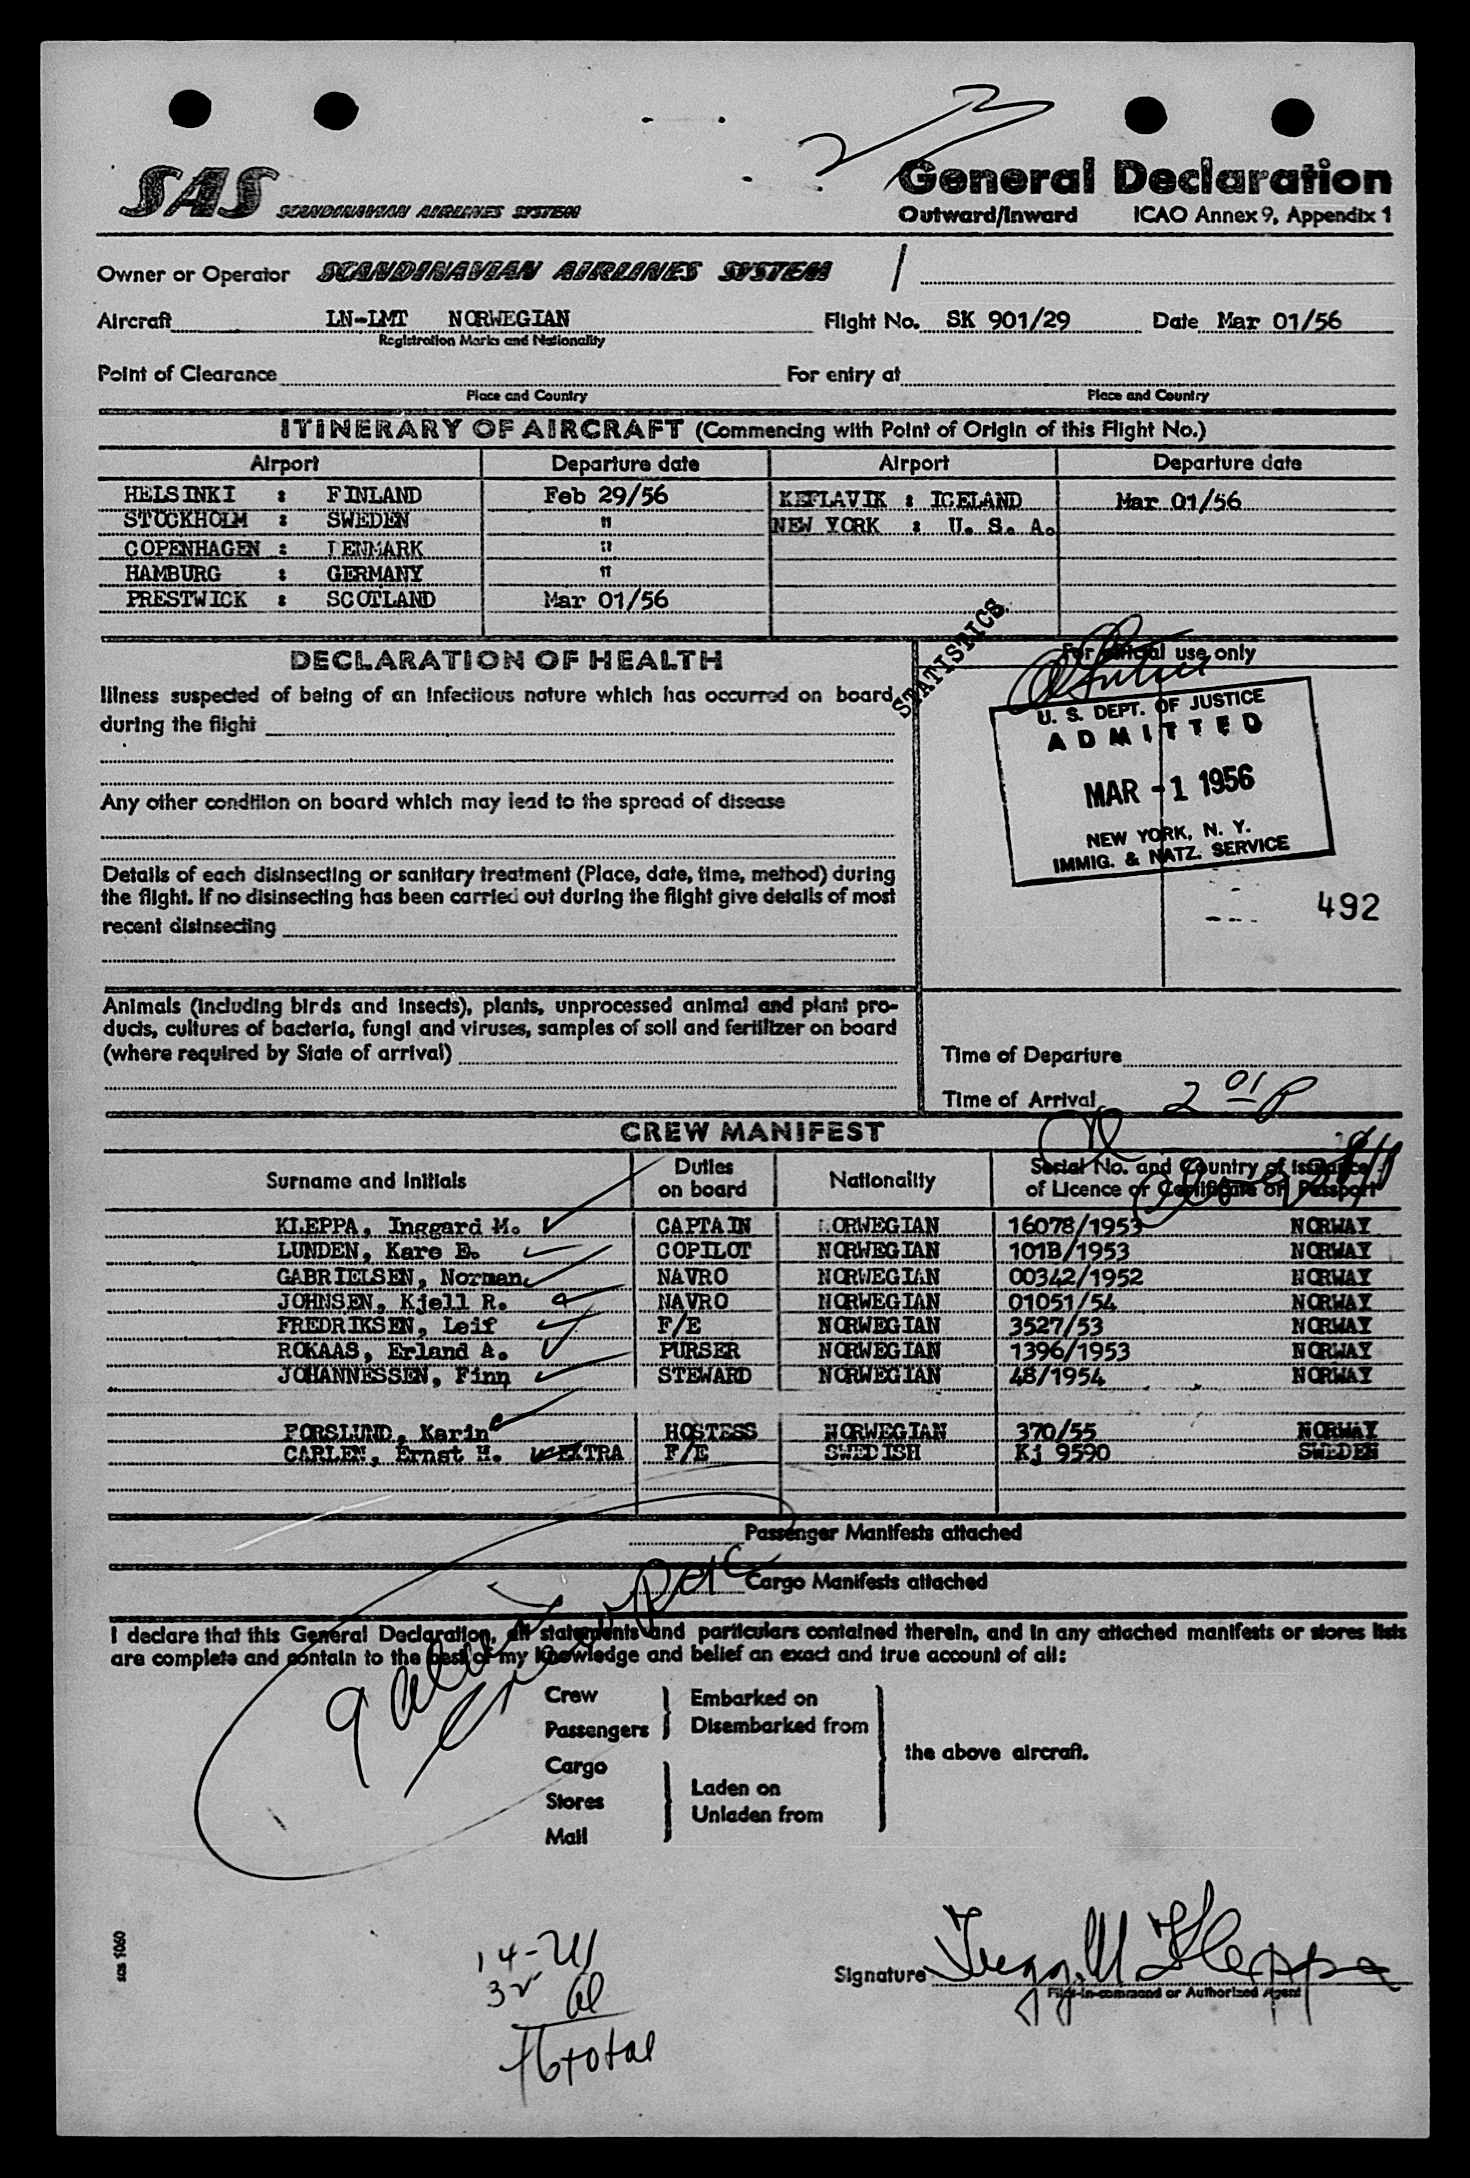 SAS SCANDINAVIAN AIRLINES SYSTEM
General Declaration
Outward/Inward ICAO Annex 9, Appendix 1
Owner or Operator SCANDINAVIAN AIRLINES SYSTEM
Aircraft LN-LMT NORWEGIAN Flight No. SK 901/29 Date Mar 01/56
Registration Marks and Nationality
Point of Clearance For entry at
Place and Country Place and Country
ITINERARY OF AIRCRAFT (Commencing with Point of Origin of this Flight No.)
Airport Departure date Airport Departure date
HELSINKI : FINLAND Feb 29/56 KEFLAVIK : ICELAND Mar 01/56
STOCKHOLM : SWEDEN " NEW YORK : U. S. A.
COPENHAGEN : DENMARK "
HAMBURG : GERMANY "
PRESTWICK : SCOTLAND Mar 01/56
STATISTICS.
DECLARATION OF HEALTH
For official use only
Illness suspected of being of an infectious nature which has occurred on board
during the flight
U. S. DEPT. OF JUSTICE
ADMITTED
MAR -1 1956
NEW YORK, N. Y.
IMMIG. & NATZ. SERVICE
492
Any other condition on board which may lead to the spread of disease
Details of each disinsecting or sanitary treatment (Place, date, time, method) during
the flight. If no disinsecting has been carried out during the flight give details of most
recent disinsecting
Animals (including birds and insects), plants, unprocessed animal and plant pro-
ducts, cultures of bacteria, fungi and viruses, samples of soil and fertilizer on board
(where required by State of arrival)
Time of Departure
Time of Arrival 2 01 P
CREW MANIFEST
Surname and Initials Duties on board Nationality Serial No. and Country of Issuance of Licence or Certificate or Passport
KLEPPA, Inggard M. CAPTAIN NORWEGIAN 16078/1953 NORWAY
LUNDEN, Kare E. COPILOT NORWEGIAN 101B/1953 NORWAY
GABRIELSEN, Norman. NAVRO NORWEGIAN 00342/1952 NORWAY
JOHNSEN, Kjell R. NAVRO NORWEGIAN 01051/54 NORWAY
FREDRIKSEN, Leif F/E NORWEGIAN 3527/53 NORWAY
ROKAAS, Erland A. PURSER NORWEGIAN 1396/1953 NORWAY
JOHANNESSEN, Finn STEWARD NORWEGIAN 48/1954 NORWAY
FORSLUND, Karin HOSTESS NORWEGIAN 370/55 NORWAY
CARLEN, Ernst H. EXTRA F/E SWEDISH Kj 9590 SWEDEN
Passenger Manifests attached
Cargo Manifests attached
I declare that this General Declaration, all statements and particulars contained therein, and in any attached manifests or stores lists
are complete and contain to the best of my knowledge and belief an exact and true account of all:
Crew Embarked on
Passengers Disembarked from
the above aircraft.
Cargo
Stores Laden on
Mail Unladen from
sas 1060
Signature Ingg. M Kleppa
Pilot-in-command or Authorized Agent
total